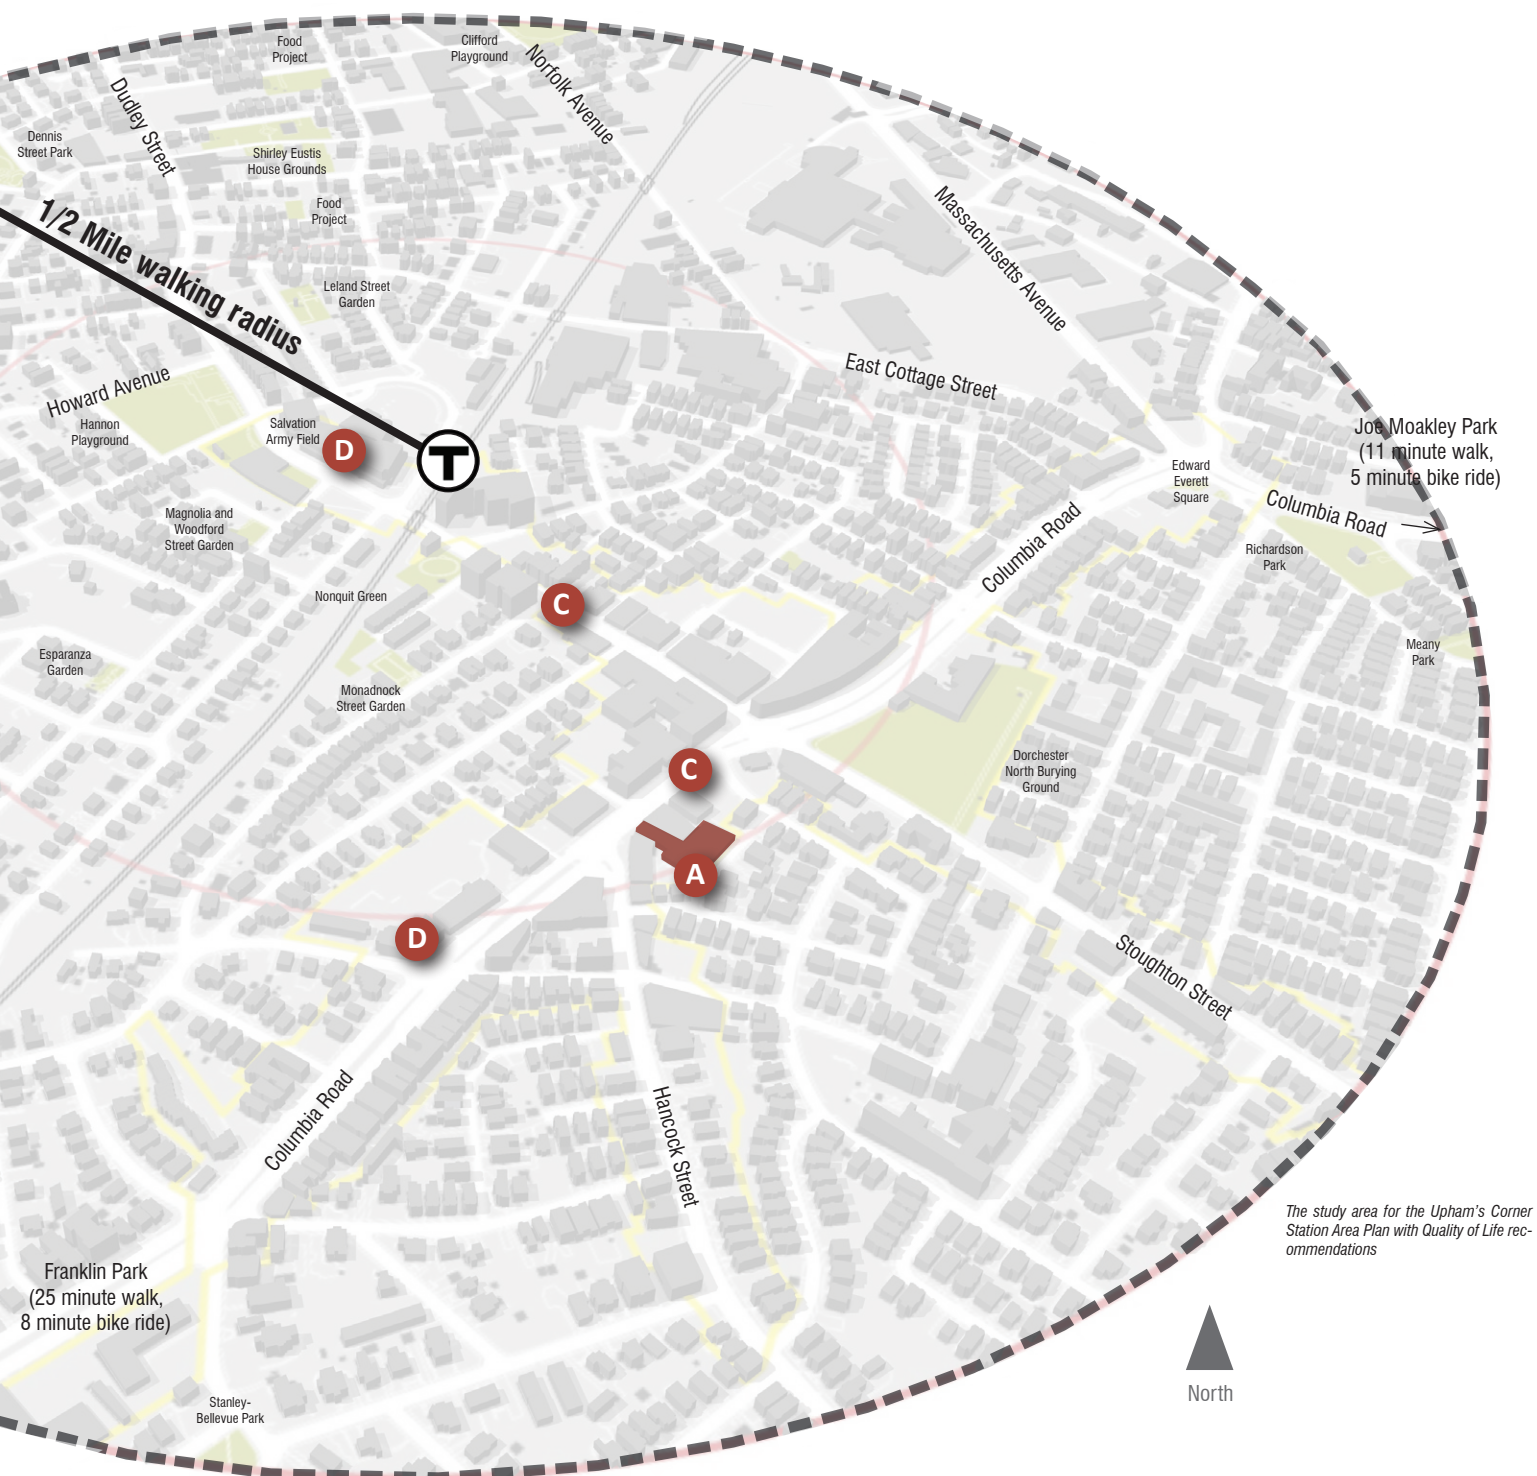 Food
Project
Clifford
Playground
Norfolk Avenue
Dudley Street
Dennis
Street Park
Shirley Eustis
House Grounds
Food
Project
Massachusetts Avenue
1/2 Mile walking radius
Leland Street
Garden
East Cottage Street
Howard Avenue
Hannon
Playground
Salvation
Army Field
D
T
Joe Moakley Park
(11 minute walk,
5 minute bike ride)
Edward
Everett
Square
Columbia Road
Columbia Road
Magnolia and
Woodford
Street Garden
Richardson
Park
Nonquit Green
C
Esparanza
Garden
Meany
Park
Monadnock
Street Garden
Dorchester
North Burying
Ground
C
A
D
Stoughton Street
Columbia Road
Hancock Street
The study area for the Upham's Corner
Station Area Plan with Quality of Life rec-
ommendations
Franklin Park
(25 minute walk,
8 minute bike ride)
North
Stanley-
Bellevue Park